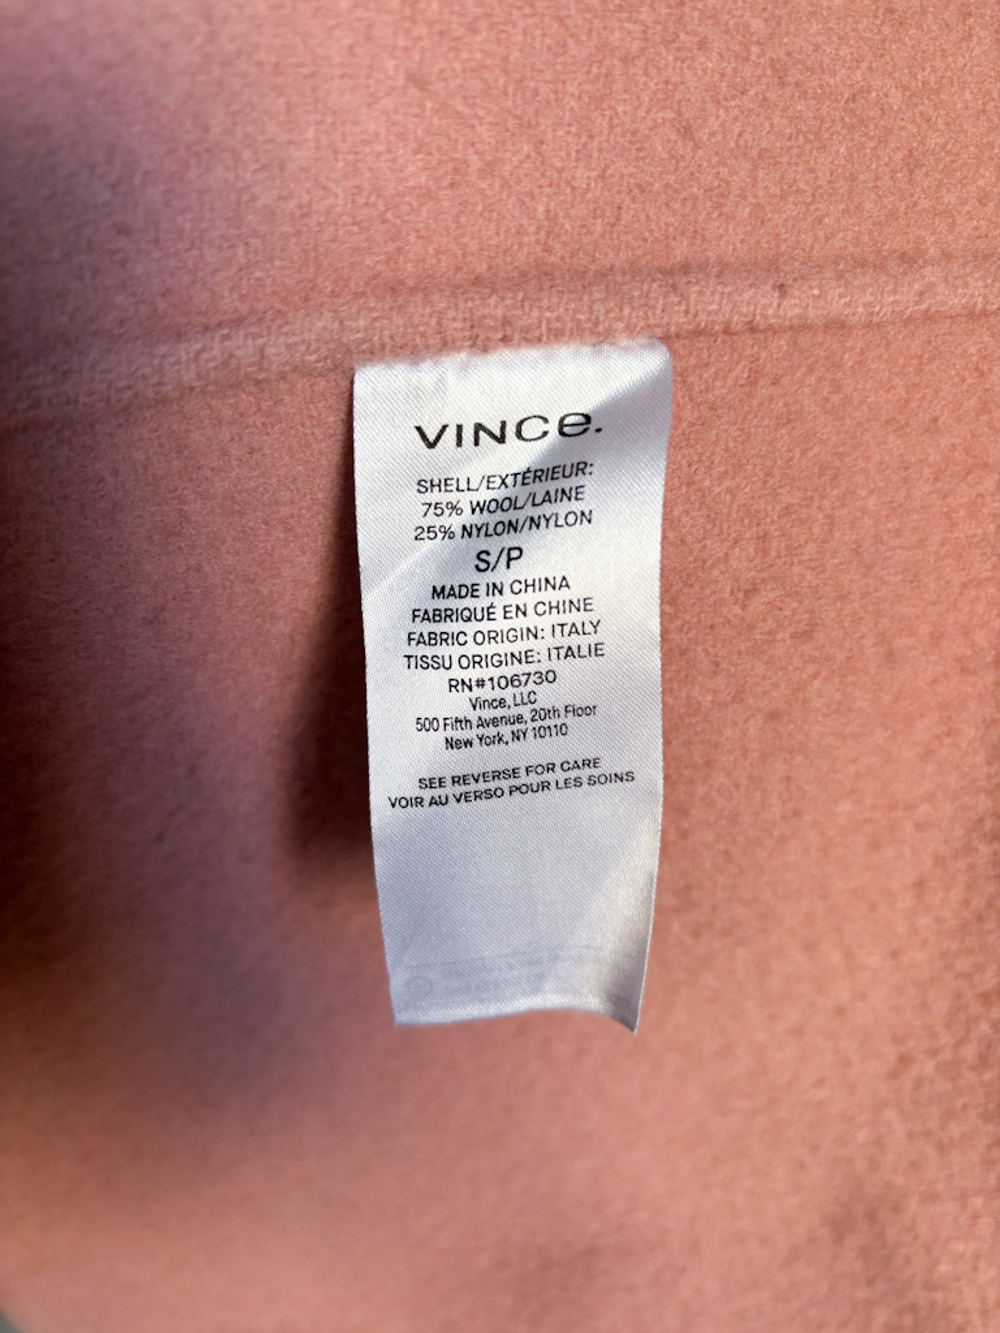 VINCe.
SHELL/EXTÉRIEUR:
75% WOOL/LAINE
25% NYLON/NYLON
S/P
MADE IN CHINA
FABRIQUÉ EN CHINE
FABRIC ORIGIN: ITALY
TISSU ORIGINE: ITALIE
RN#106730
Vince, LLC
500 Fifth Avenue, 20th Floor
New York, NY 10110
SEE REVERSE FOR CARE
VOIR AU VERSO POUR LES SOINS